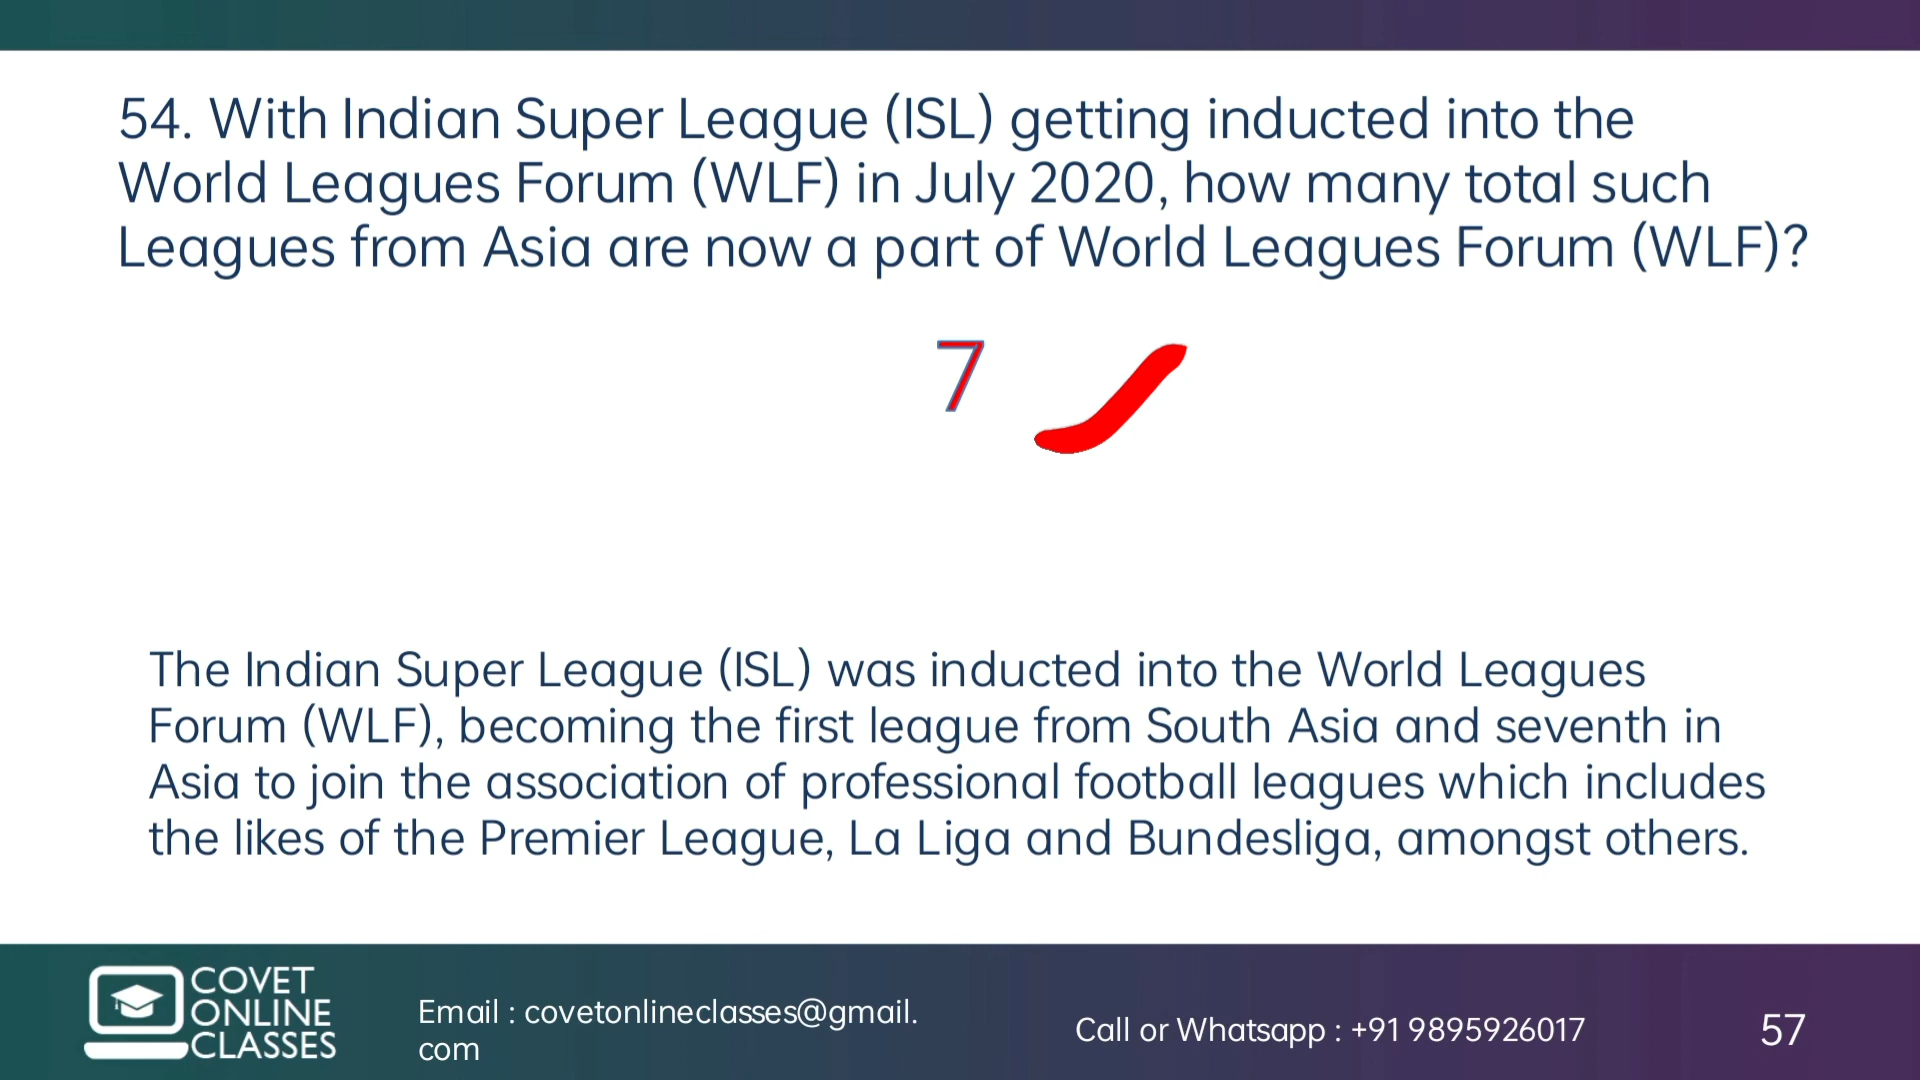 54. With Indian Super League (ISL) getting inducted into the
World Leagues Forum (WLF) in July 2020, how many total such
Leagues from Asia are now a part of World Leagues Forum (WLF)?
7
The Indian Super League (ISL) was inducted into the World Leagues
Forum (WLF), becoming the first league from South Asia and seventh in
Asia to join the association of professional football leagues which includes
the likes of the Premier League, La Liga and Bundesliga, amongst others.
COVET
ONLINE
CLASSES
Email : covetonlineclasses@gmail.
com
Call or Whatsapp : +91 9895926017
57